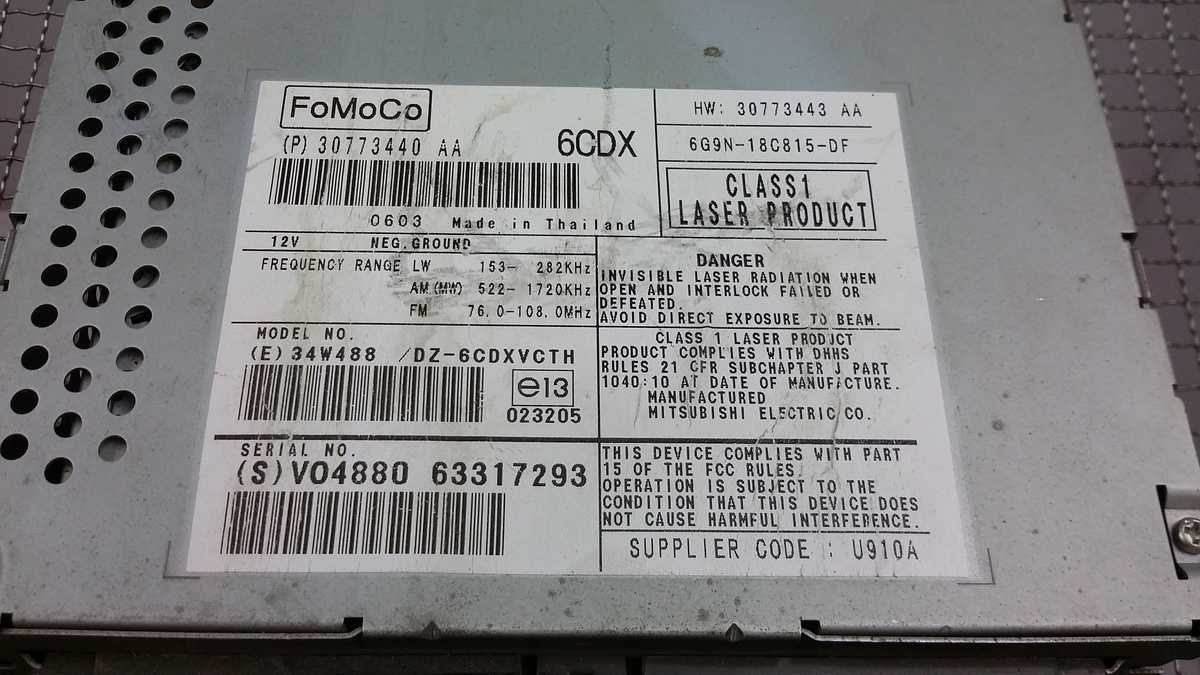 FoMoCo
(P) 30773440 AA
6CDX
0603 Made in Thailand
HW: 30773443 AA
6G9N-18C815-DF
CLASS1
LASER PRODUCT
12V NEG.GROUND
FREQUENCY RANGE LW 153- 282KHz
AM(MW) 522- 1720KHz
FM 76.0-108.0MHz
DANGER
INVISIBLE LASER RADIATION WHEN
OPEN AND INTERLOCK FAILED OR
DEFEATED.
AVOID DIRECT EXPOSURE TO BEAM.
MODEL NO.
(E) 34W488 /DZ-6CDXVCTH
e13
023205
CLASS 1 LASER PRODUCT
PRODUCT COMPLIES WITH DHHS
RULES 21 CFR SUBCHAPTER J PART
1040:10 AT DATE OF MANUFACTURE.
MANUFACTURED
MITSUBISHI ELECTRIC CO.
SERIAL NO.
(S)VO4880 63317293
THIS DEVICE COMPLIES WITH PART
15 OF THE FCC RULES.
OPERATION IS SUBJECT TO THE
CONDITION THAT THIS DEVICE DOES
NOT CAUSE HARMFUL INTERFERENCE.
SUPPLIER CODE : U910A